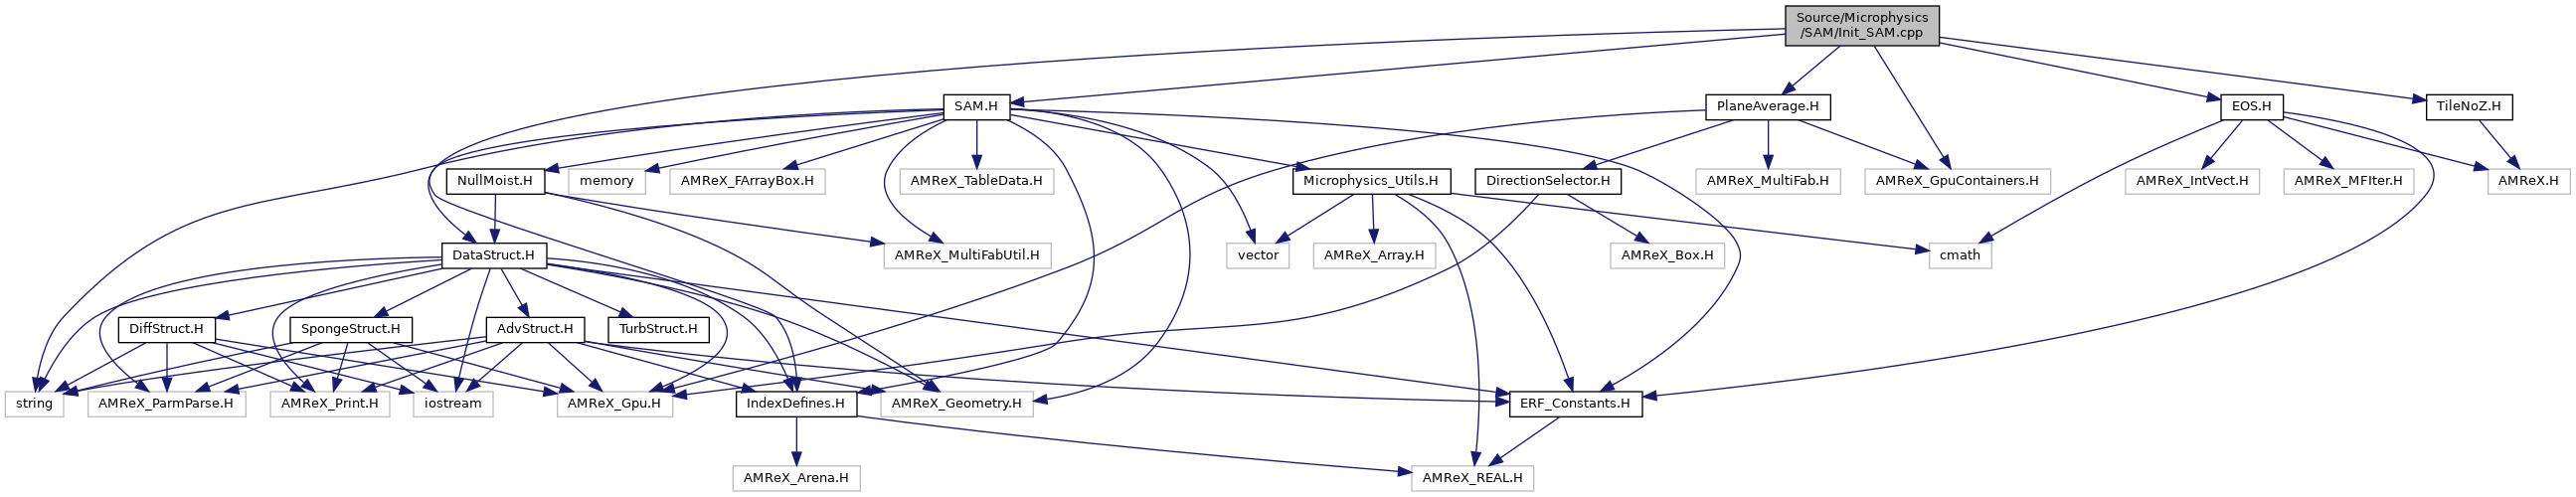 Source/Microphysics
/SAM/Init_SAM.cpp
SAM.H
PlaneAverage.H
EOS.H
TileNoZ.H
NullMoist.H
memory
AMReX_FArrayBox.H
AMReX_TableData.H
Microphysics_Utils.H
DirectionSelector.H
AMReX_MultiFab.H
AMReX_GpuContainers.H
AMReX_IntVect.H
AMReX_MFIter.H
AMReX.H
DataStruct.H
AMReX_MultiFabUtil.H
vector
AMReX_Array.H
AMReX_Box.H
cmath
DiffStruct.H
SpongeStruct.H
AdvStruct.H
TurbStruct.H
string
AMReX_ParmParse.H
AMReX_Print.H
iostream
AMReX_Gpu.H
IndexDefines.H
AMReX_Geometry.H
ERF_Constants.H
AMReX_Arena.H
AMReX_REAL.H